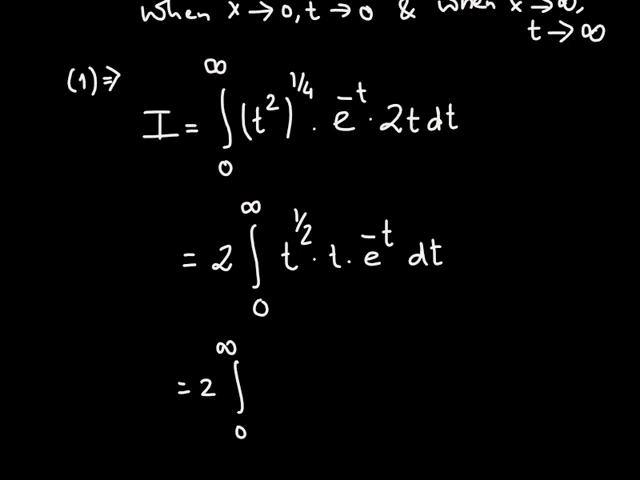 when x→0, t→0 & when x→∞,
t→∞
(1)⇒
I = ∫₀^∞ (t²)^{1/4} · e^{-t} · 2t dt
= 2 ∫₀^∞ t^{1/2} · t · e^{-t} dt
= 2 ∫₀^∞